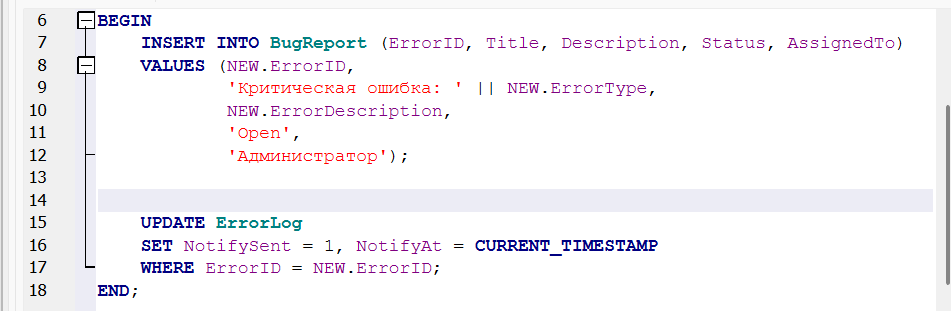 6 BEGIN
7 INSERT INTO BugReport (ErrorID, Title, Description, Status, AssignedTo)
8 VALUES (NEW.ErrorID,
9 'Критическая ошибка: ' || NEW.ErrorType,
10 NEW.ErrorDescription,
11 'Open',
12 'Администратор');
13
14
15 UPDATE ErrorLog
16 SET NotifySent = 1, NotifyAt = CURRENT_TIMESTAMP
17 WHERE ErrorID = NEW.ErrorID;
18 END;